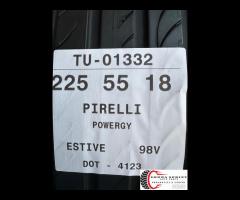 TU-01332
225 55 18
PIRELLI
POWERGY
ESTIVE 98V
DOT - 4123